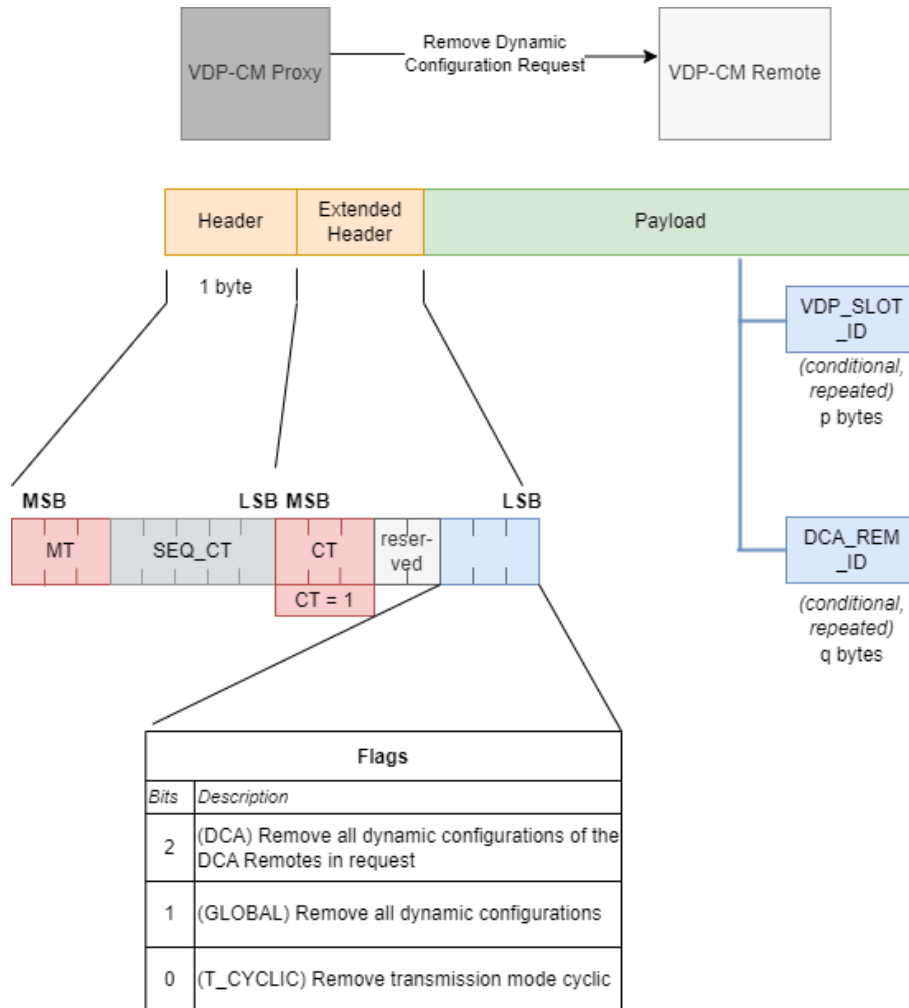 Remove Dynamic
Configuration Request
VDP-CM Proxy
VDP-CM Remote
Header
Extended
Header
Payload
1 byte
VDP_SLOT
_ID
(conditional,
repeated)
p bytes
MSB
LSB
MSB
LSB
MT
SEQ_CT
CT
reser-
ved
CT = 1
DCA_REM
_ID
(conditional,
repeated)
q bytes
Flags
Bits Description
2 (DCA) Remove all dynamic configurations of the
DCA Remotes in request
1 (GLOBAL) Remove all dynamic configurations
0 (T_CYCLIC) Remove transmission mode cyclic